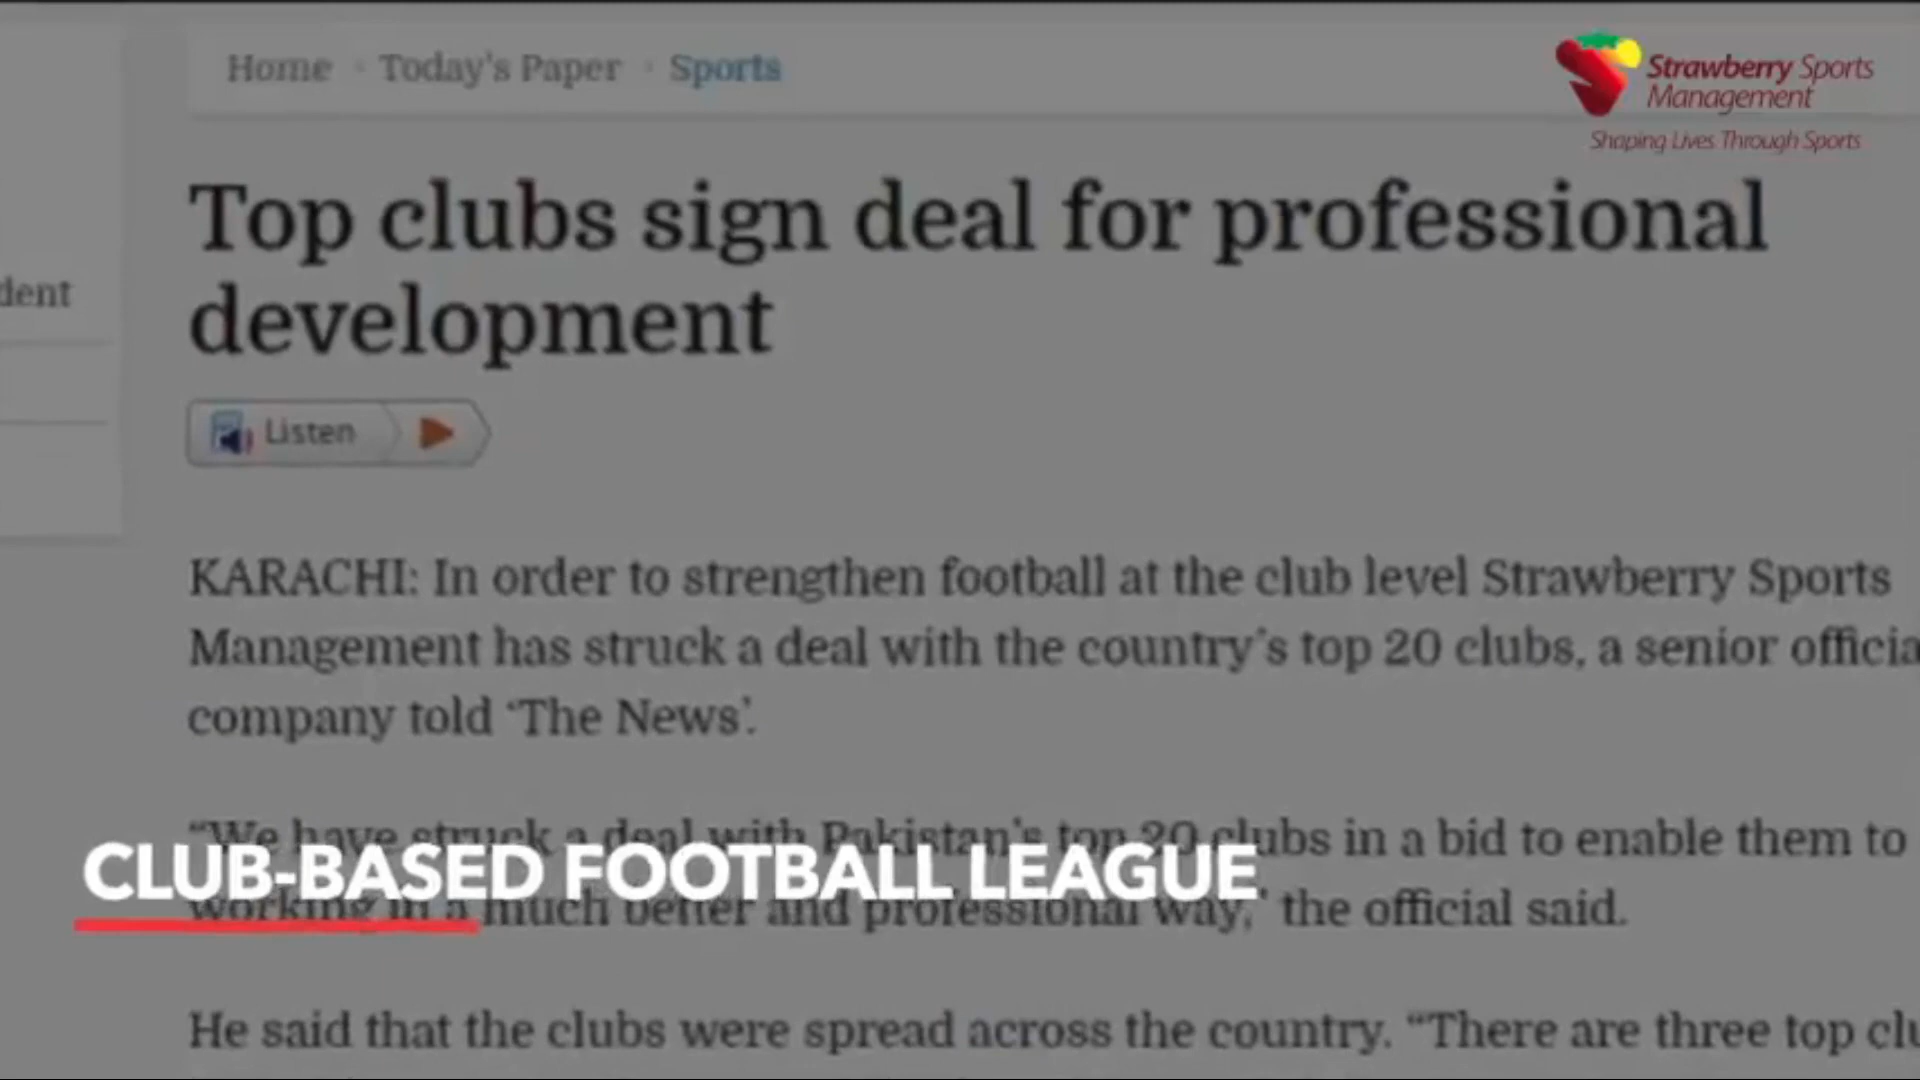 Home · Today's Paper · Sports
Strawberry Sports
Management
Shaping Lives Through Sports
Top clubs sign deal for professional
development
dent
Listen
KARACHI: In order to strengthen football at the club level Strawberry Sports
Management has struck a deal with the country's top 20 clubs, a senior officia
company told ‘The News’.
“We have struck a deal with Pakistan's top 20 clubs in a bid to enable them to
CLUB-BASED FOOTBALL LEAGUE
working in a much better and professional way,” the official said.
He said that the clubs were spread across the country. “There are three top clu